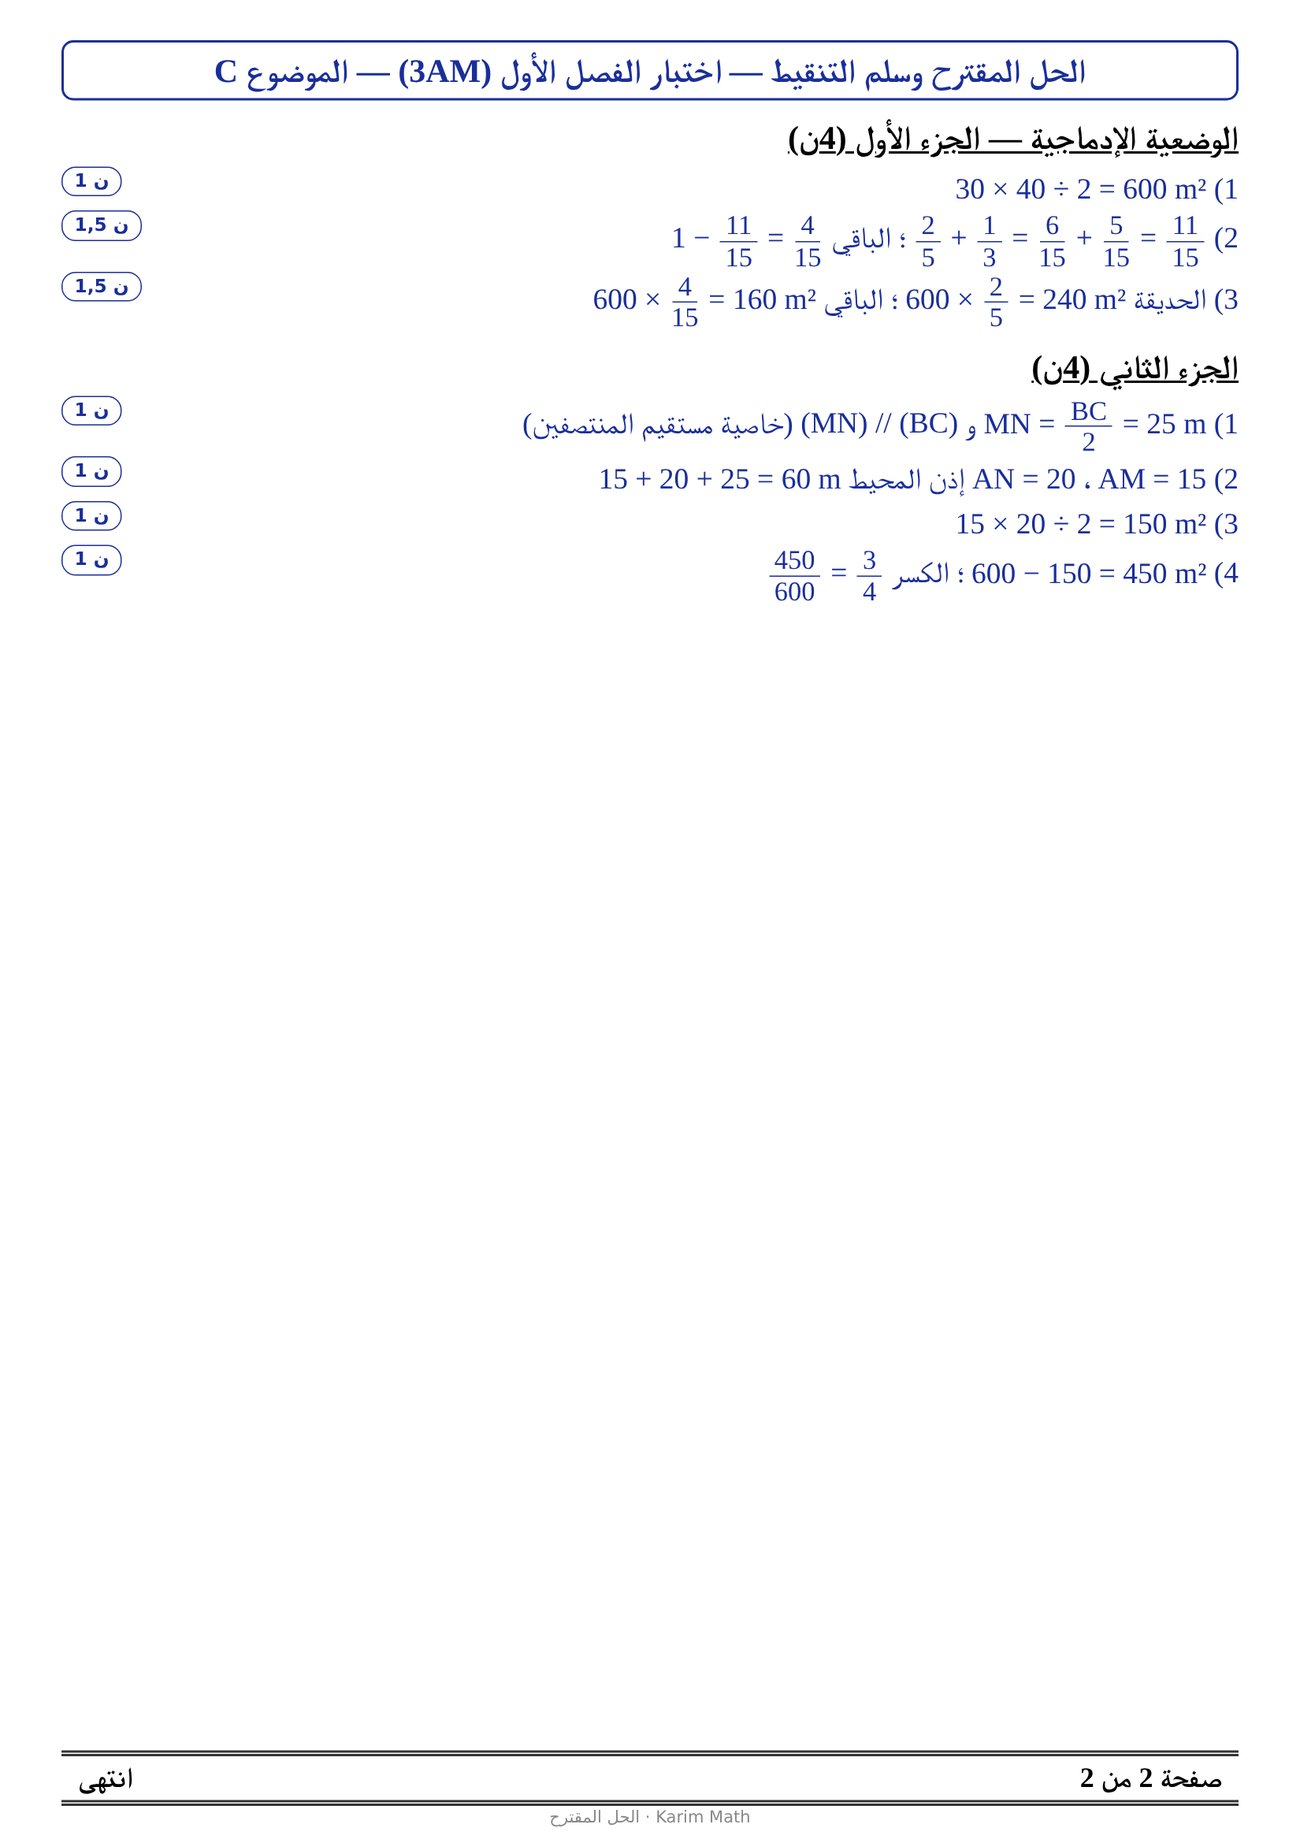 الحل المقترح وسلم التنقيط — اختبار الفصل الأول (3AM) — الموضوع C
الوضعية الإدماجية — الجزء الأول (4ن)
1) 30 × 40 ÷ 2 = 600 m² 1 ن
2) 2/5 + 1/3 = 6/15 + 5/15 = 11/15 ؛ الباقي 1 − 11/15 = 4/15 1,5 ن
3) الحديقة 600 × 2/5 = 240 m² ؛ الباقي 600 × 4/15 = 160 m² 1,5 ن
الجزء الثاني (4ن)
1) MN = BC/2 = 25 m و (MN) // (BC) (خاصية مستقيم المنتصفين) 1 ن
2) AM = 15 ، AN = 20 إذن المحيط 15 + 20 + 25 = 60 m 1 ن
3) 15 × 20 ÷ 2 = 150 m² 1 ن
4) 600 − 150 = 450 m² ؛ الكسر 450/600 = 3/4 1 ن
صفحة 2 من 2 انتهى
Karim Math · الحل المقترح